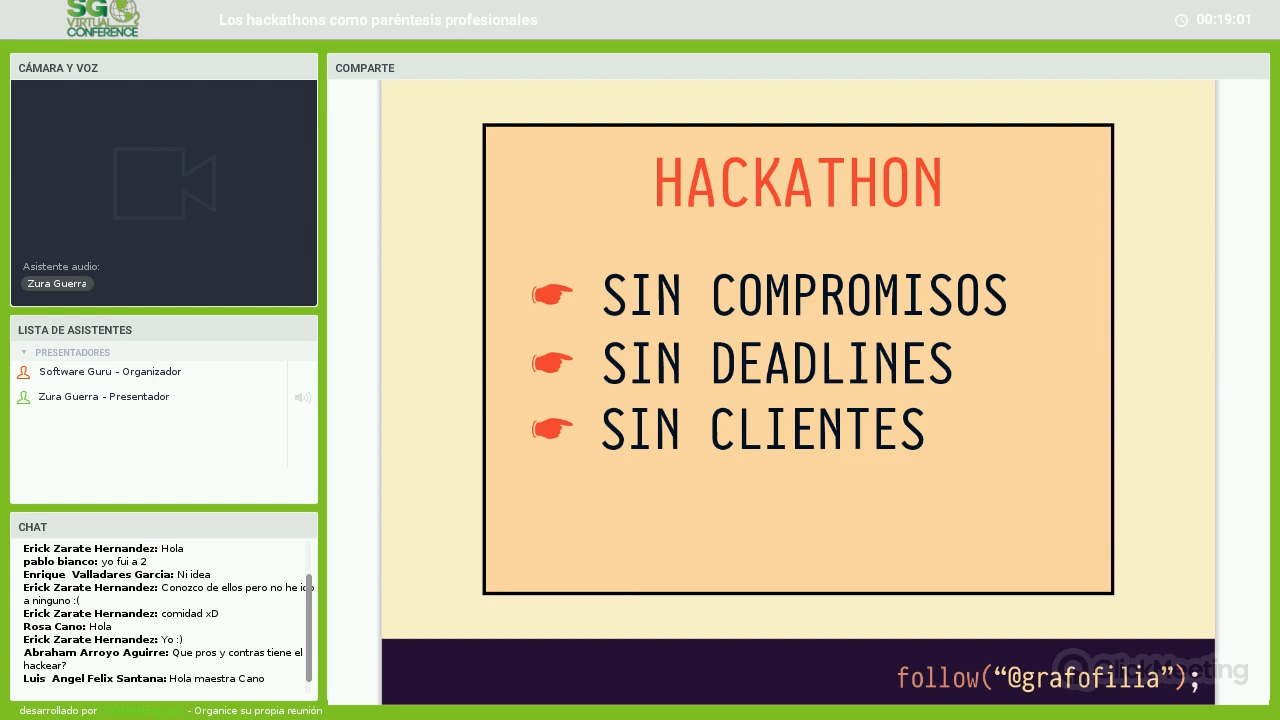 SG
VIRTUAL
CONFERENCE
Los hackathons como paréntesis profesionales
00:19:01
CÁMARA Y VOZ
Asistente audio:
Zura Guerra
LISTA DE ASISTENTES
PRESENTADORES
Software Guru - Organizador
Zura Guerra - Presentador
CHAT
Erick Zarate Hernandez: Hola
pablo bianco: yo fui a 2
Enrique Valladares Garcia: Ni idea
Erick Zarate Hernandez: Conozco de ellos pero no he ido
a ninguno :(
Erick Zarate Hernandez: comidad xD
Rosa Cano: Hola
Erick Zarate Hernandez: Yo :)
Abraham Arroyo Aguirre: Que pros y contras tiene el
hackear?
Luis Angel Felix Santana: Hola maestra Cano
desarrollado por - Organice su propia reunión
COMPARTE
HACKATHON
☛ SIN COMPROMISOS
☛ SIN DEADLINES
☛ SIN CLIENTES
follow("@grafofilia");
ClickMeeting